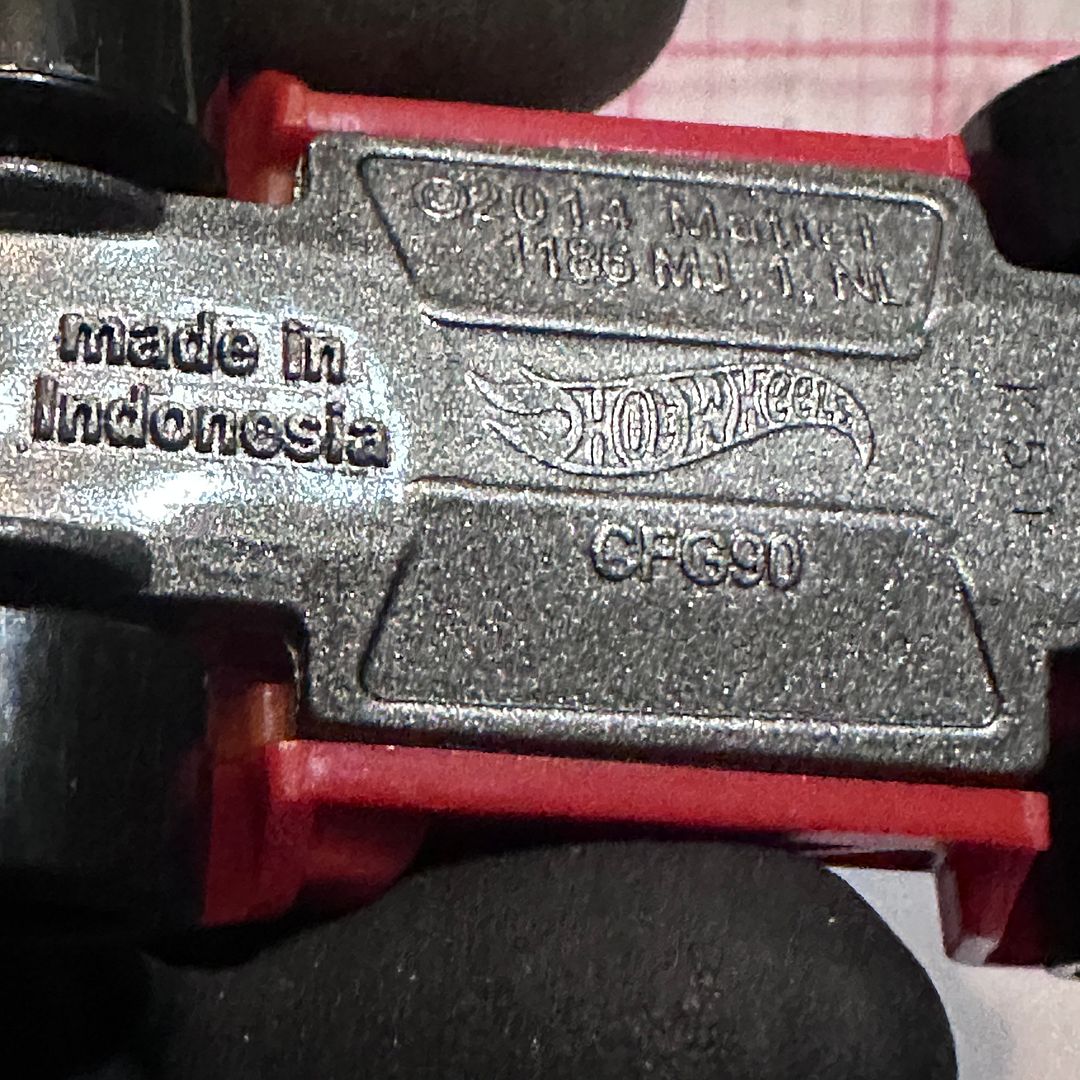 ©2014 Mattel
1186 MJ, 1, NL
made in
Indonesia
HOT WHEELS
CFG90